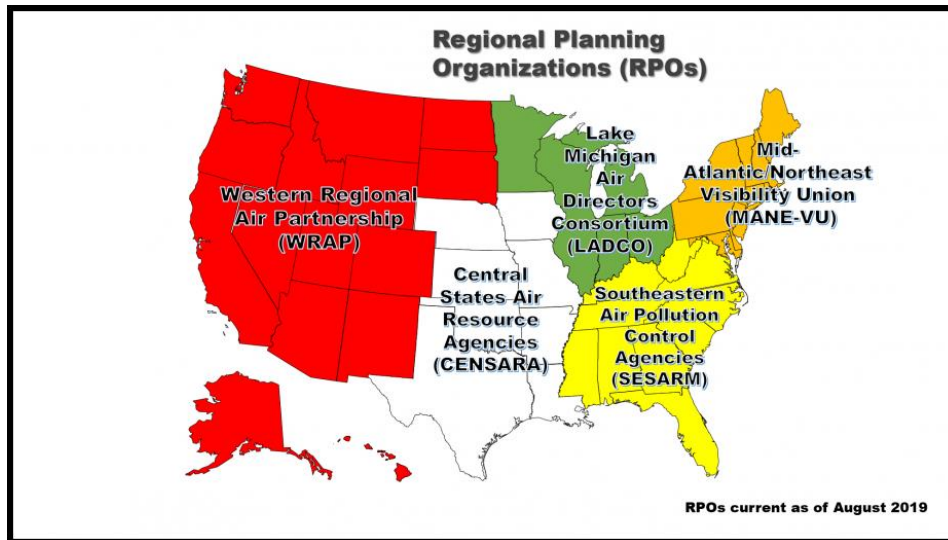 Regional Planning
Organizations (RPOs)
Western Regional
Air Partnership
(WRAP)
Lake
Michigan
Air
Directors
Consortium
(LADCO)
Mid-
Atlantic/Northeast
Visibility Union
(MANE-VU)
Central
States Air
Resource
Agencies
(CENSARA)
Southeastern
Air Pollution
Control
Agencies
(SESARM)
RPOs current as of August 2019